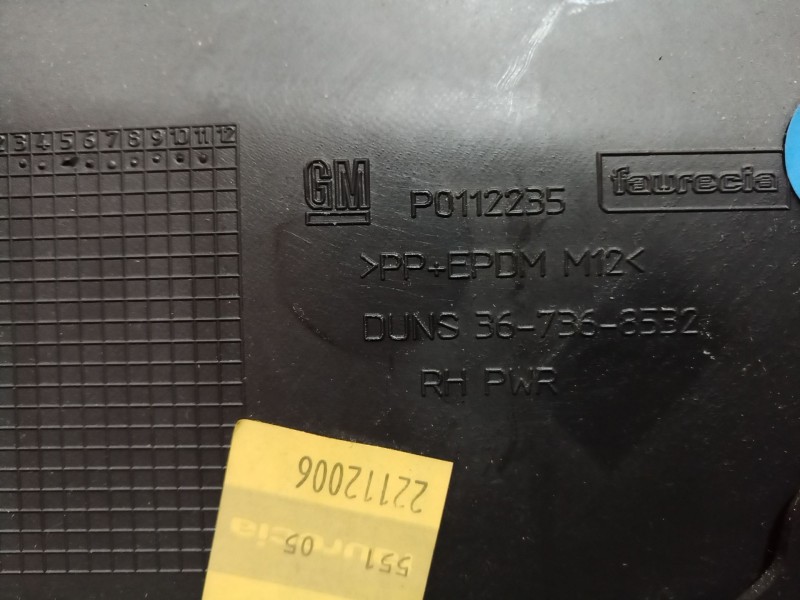 2 3 4 5 6 7 8 9 10 11 12
GM
P0112235
faurecia
>PP+EPDM M12<
DUNS 36-736-8532
RH PWR
22112006
faurecia
551 05